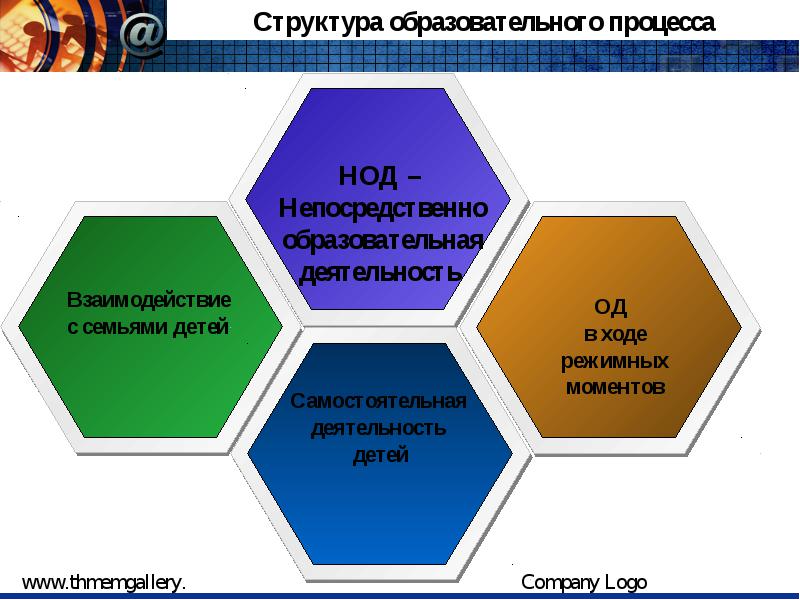 Структура образовательного процесса
@
НОД –
Непосредственно
образовательная
деятельность
Взаимодействие
с семьями детей
ОД
в ходе
режимных
моментов
Самостоятельная
деятельность
детей
www.thmemgallery.
Company Logo